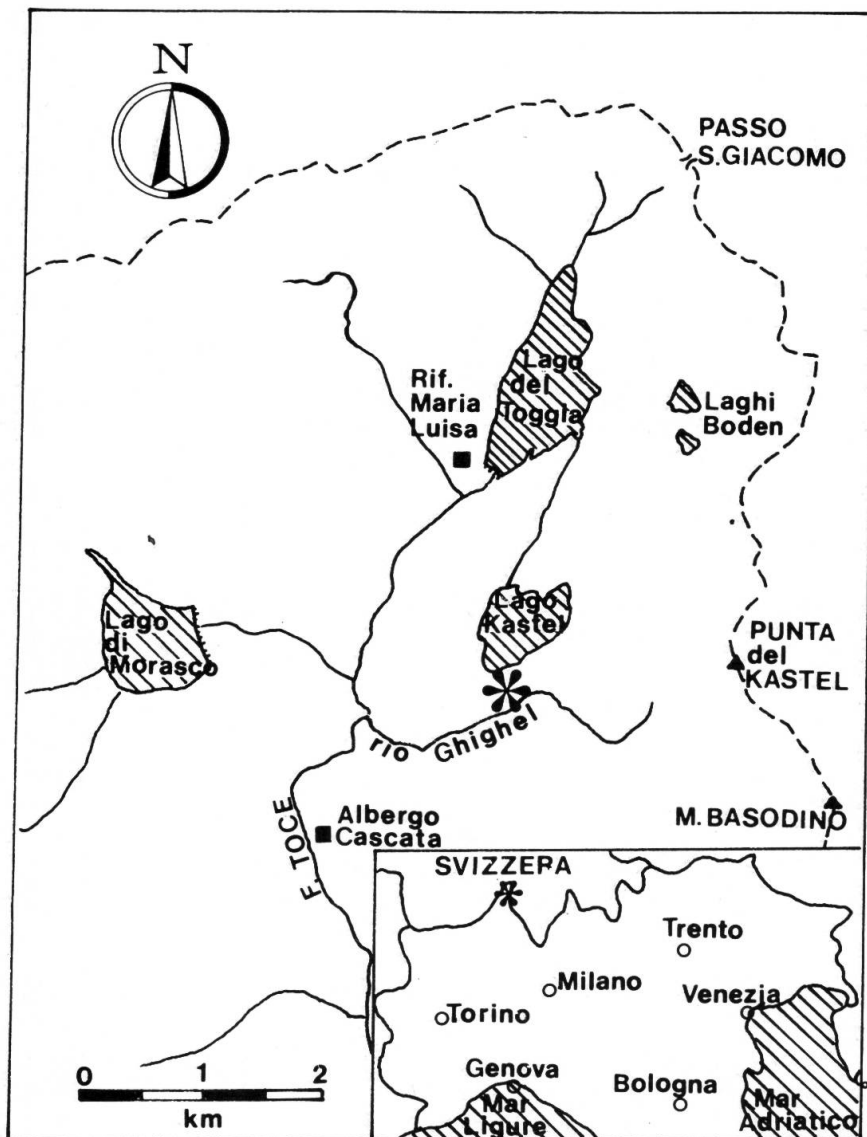 N
PASSO
S.GIACOMO
Lago
del
Toggia
Rif.
Maria
Luisa
Laghi
Boden
Lago
Kastel
Lago
di
Morasco
PUNTA
del
KASTEL
rio Ghighel
M. BASODINO
F. TOCE
Albergo
Cascata
SVIZZERA
Trento
Milano
Venezia
Torino
Genova
Bologna
Mar
Ligure
Mar
Adriatico
0 1 2
km